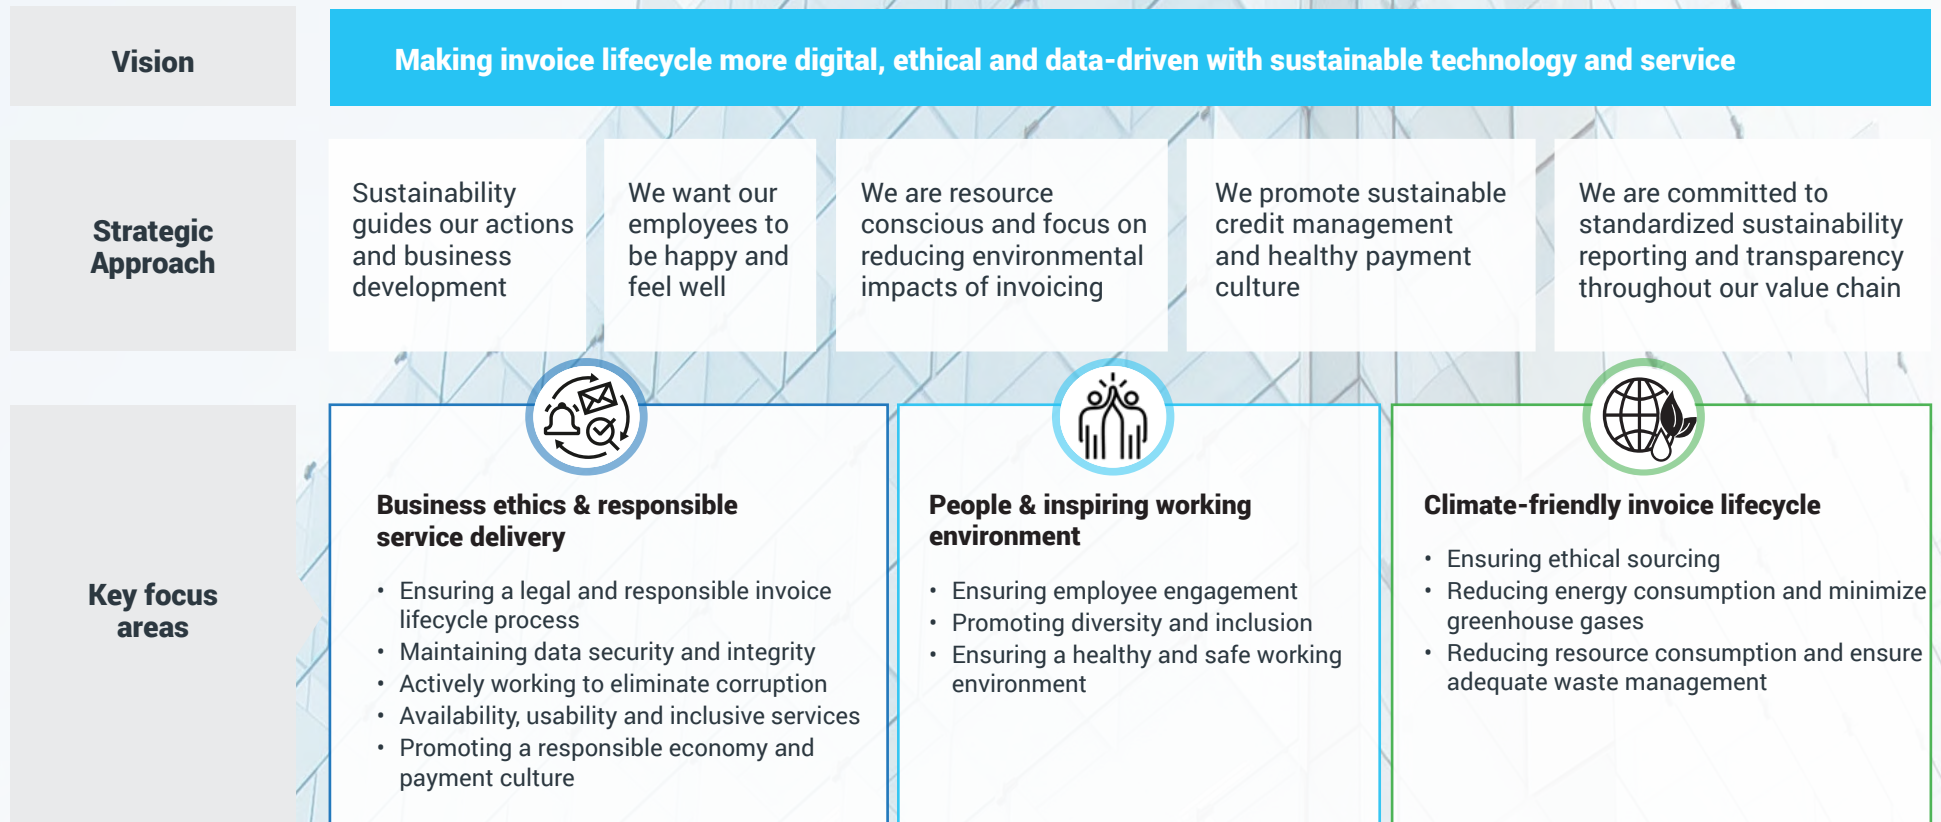 Vision
Making invoice lifecycle more digital, ethical and data-driven with sustainable technology and service
Strategic
Approach
Sustainability
guides our actions
and business
development
We want our
employees to
be happy and
feel well
We are resource
conscious and focus on
reducing environmental
impacts of invoicing
We promote sustainable
credit management
and healthy payment
culture
We are committed to
standardized sustainability
reporting and transparency
throughout our value chain
Key focus
areas
Business ethics & responsible
service delivery
• Ensuring a legal and responsible invoice
lifecycle process
• Maintaining data security and integrity
• Actively working to eliminate corruption
• Availability, usability and inclusive services
• Promoting a responsible economy and
payment culture
People & inspiring working
environment
• Ensuring employee engagement
• Promoting diversity and inclusion
• Ensuring a healthy and safe working
environment
Climate-friendly invoice lifecycle
• Ensuring ethical sourcing
• Reducing energy consumption and minimize
greenhouse gases
• Reducing resource consumption and ensure
adequate waste management